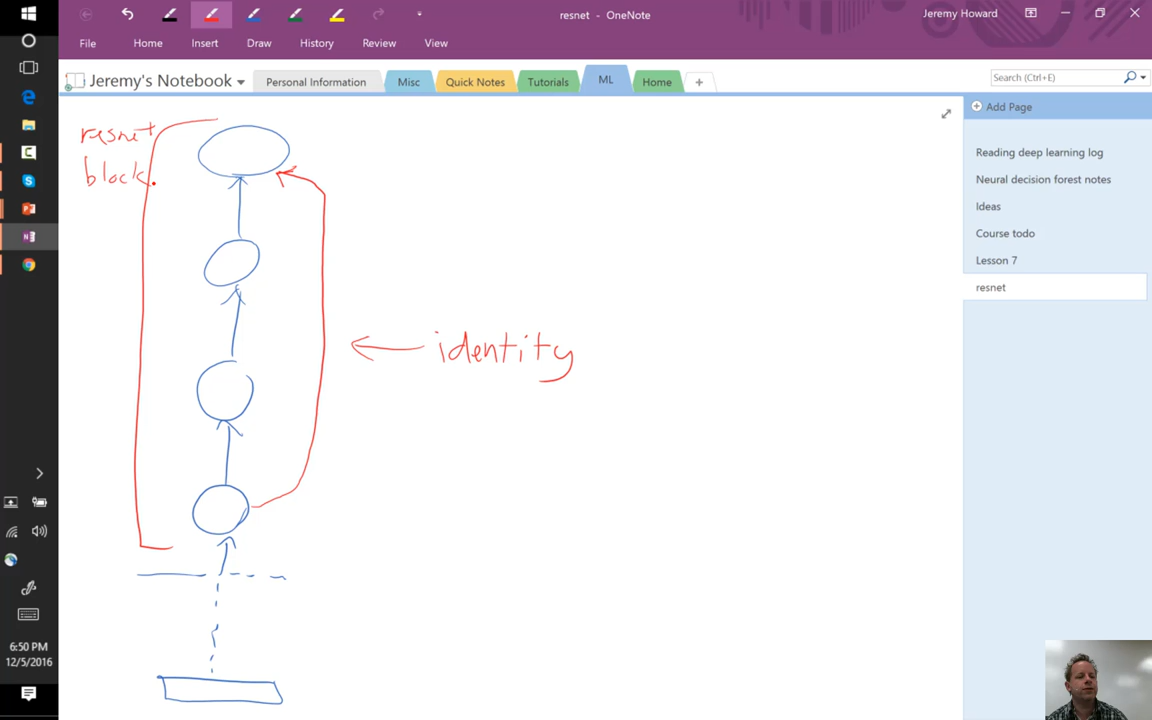 resnet - OneNote
Jeremy Howard
File Home Insert Draw History Review View
Jeremy's Notebook Personal Information Misc Quick Notes Tutorials ML Home
Search (Ctrl+E)
Add Page
Reading deep learning log
Neural decision forest notes
Ideas
Course todo
Lesson 7
resnet
resnet
block.
identity
6:50 PM
12/5/2016